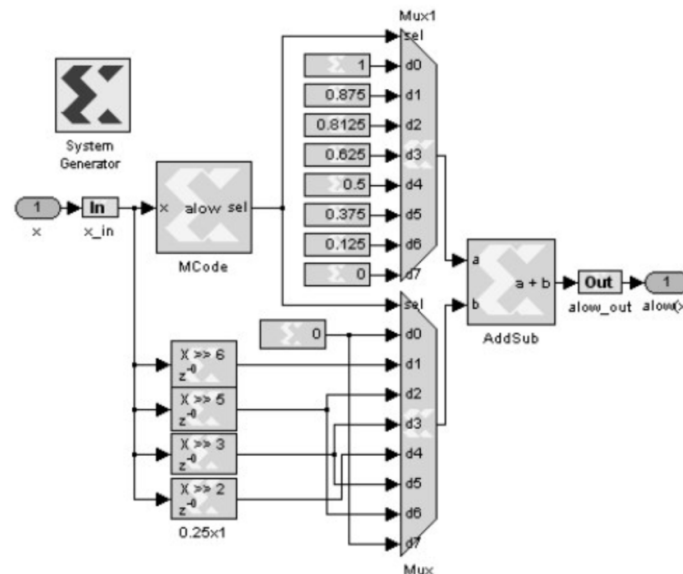 Mux1
sel
1
d0
0.875
d1
0.8125
d2
0.625
d3
0.5
d4
0.375
d5
0.125
d6
0
d7
System
Generator
1
x
In
x_in
x
alow
sel
MCode
a
b
a + b
AddSub
Out
alow_out
1
alow(x
sel
0
d0
X >> 6
z-0
d1
X >> 5
z-0
d2
X >> 3
z-0
d3
X >> 2
z-0
d4
d5
d6
d7
0.25x1
Mux